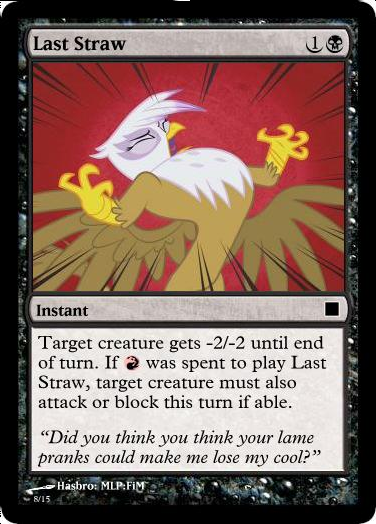 Last Straw 1
Instant
Target creature gets -2/-2 until end
of turn. If was spent to play Last
Straw, target creature must also
attack or block this turn if able.
“Did you think you think your lame
pranks could make me lose my cool?”
Hasbro: MLP:FiM
8/15